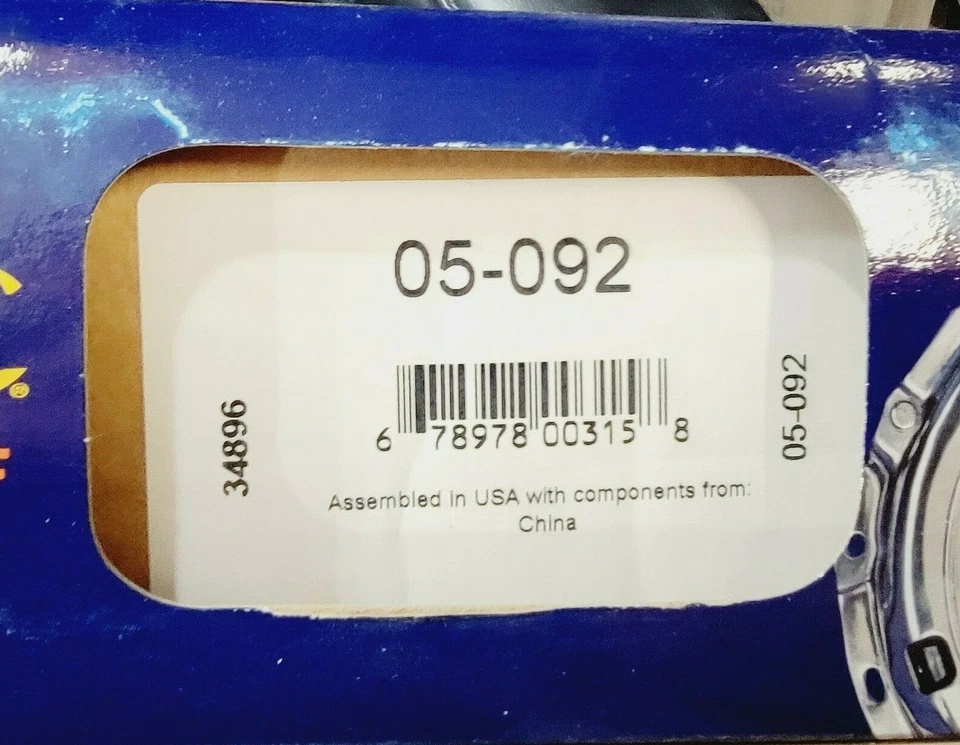 05-092
6 78978 00315 8
34896
05-092
Assembled in USA with components from:
China
®